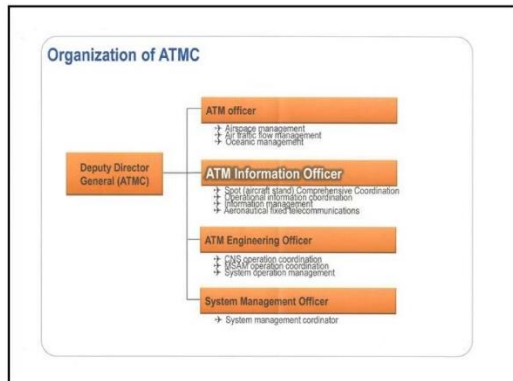 Organization of ATMC
ATM officer
Airspace management
Air traffic flow management
Oceanic management
Deputy Director
General (ATMC)
ATM Information Officer
Spot (aircraft stand) Comprehensive Coordination
Operational information coordination
Information management
Aeronautical fixed telecommunications
ATM Engineering Officer
CNS operation coordination
MSAM operation coordination
System operation management
System Management Officer
System management cordinator